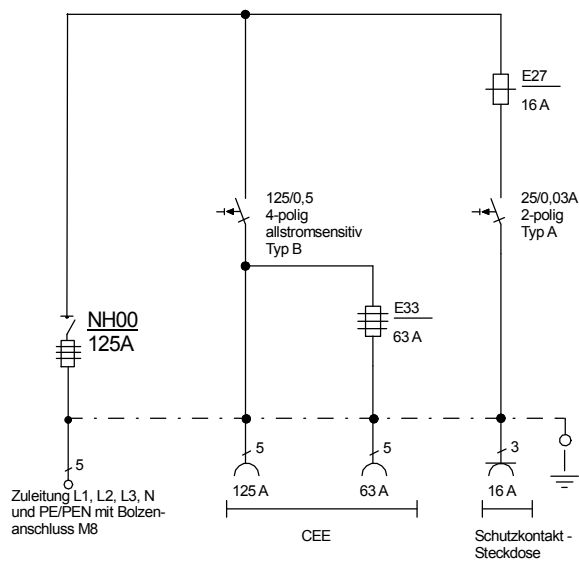 E27
16 A
125/0,5
4-polig
allstromsensitiv
Typ B
25/0,03A
2-polig
Typ A
NH00
125A
E33
63 A
5
5
5
3
125 A
63 A
16 A
Zuleitung L1, L2, L3, N
und PE/PEN mit Bolzen-
anschluss M8
CEE
Schutzkontakt -
Steckdose